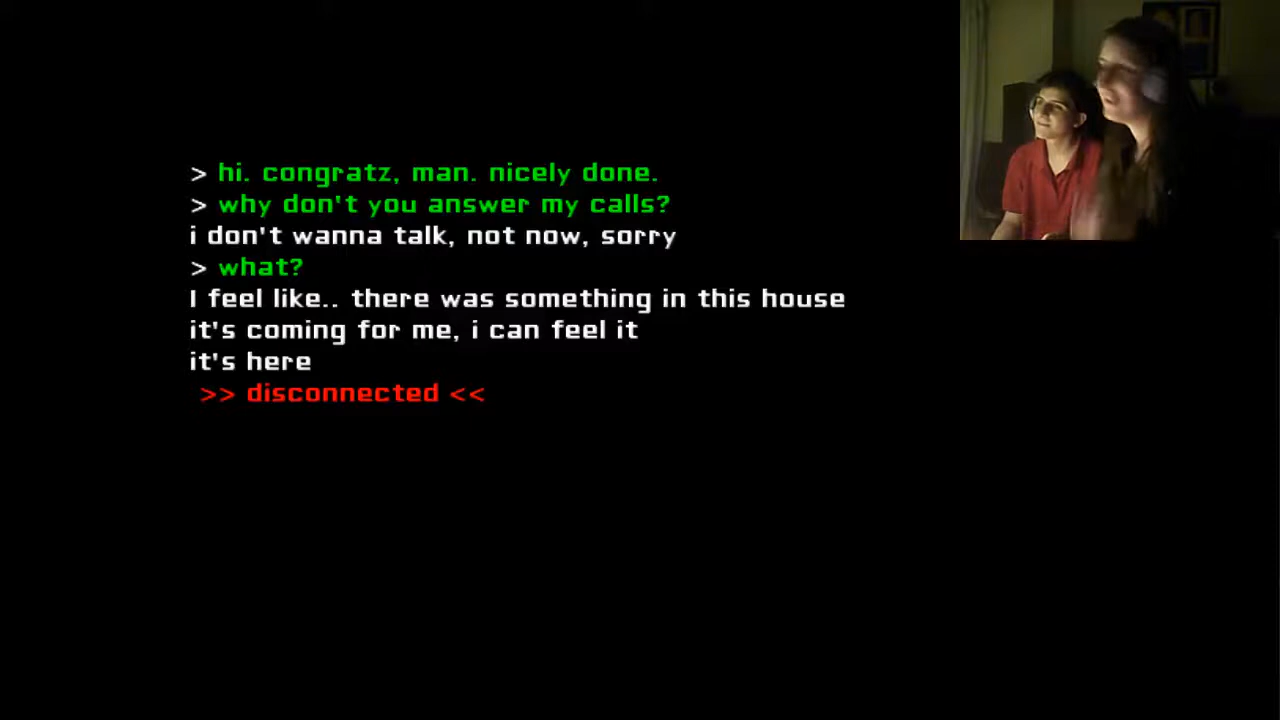 > hi. congratz, man. nicely done.
> why don't you answer my calls?
i don't wanna talk, not now, sorry
> what?
I feel like.. there was something in this house
it's coming for me, i can feel it
it's here
>> disconnected <<